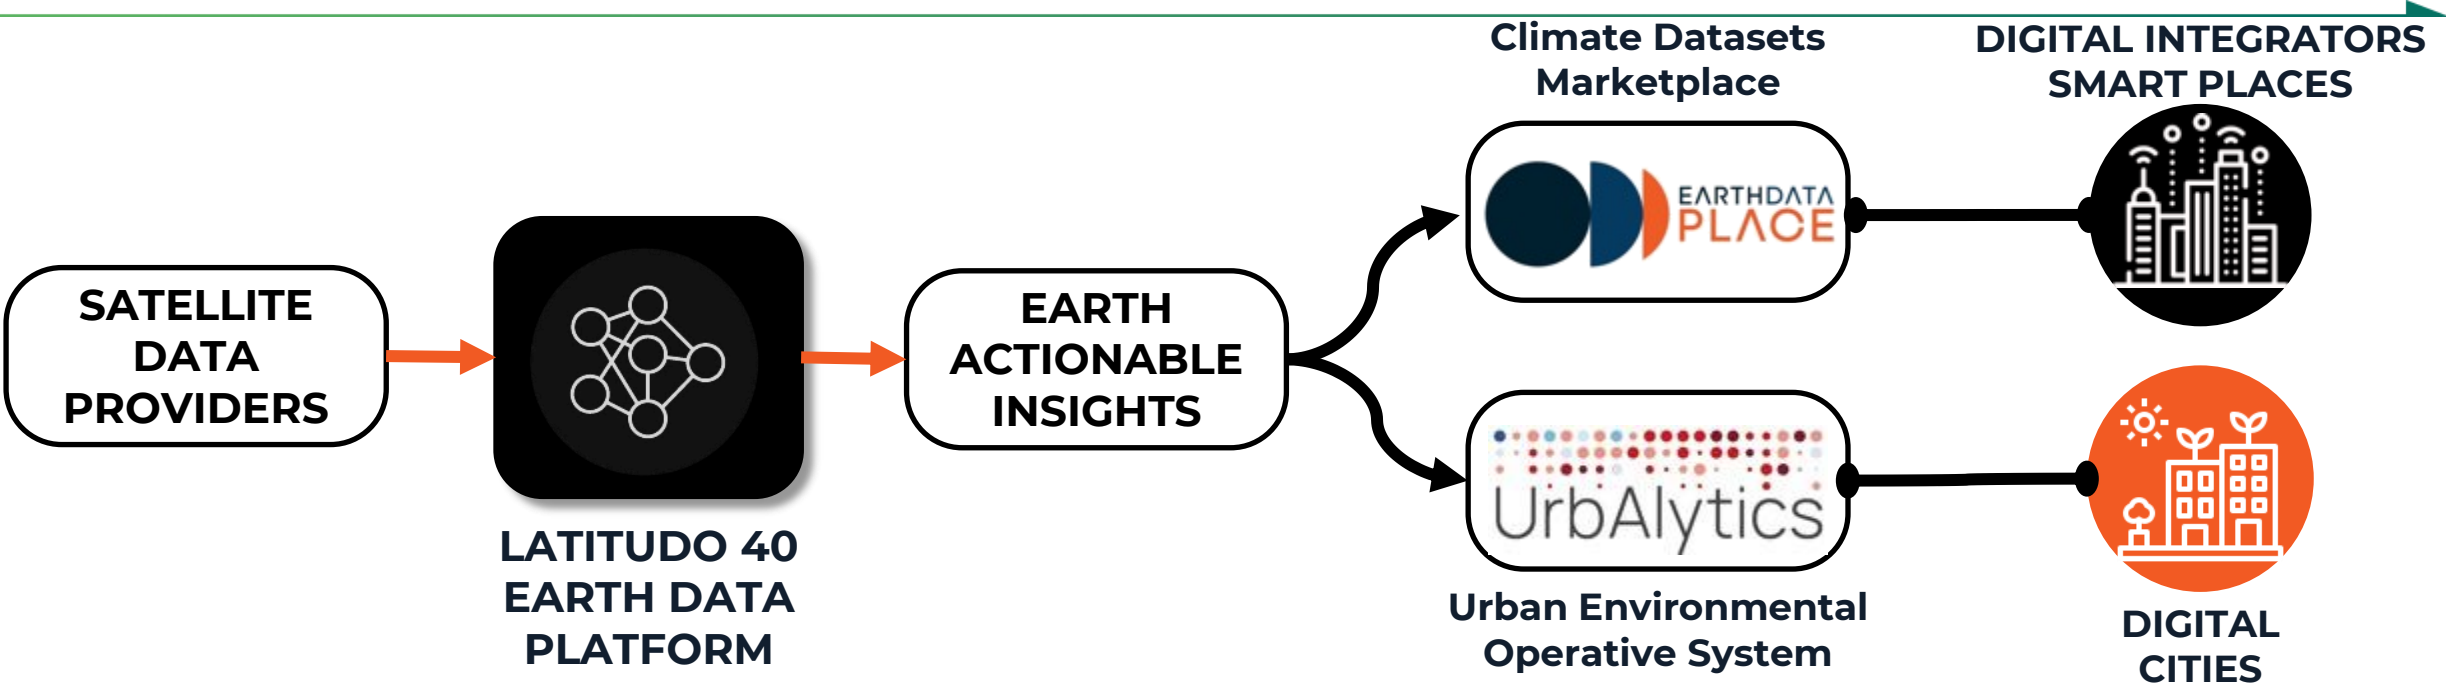 SATELLITE
DATA
PROVIDERS
LATITUDO 40
EARTH DATA
PLATFORM
EARTH
ACTIONABLE
INSIGHTS
Climate Datasets
Marketplace
EARTHDATA
PLACE
DIGITAL INTEGRATORS
SMART PLACES
UrbAlytics
Urban Environmental
Operative System
DIGITAL
CITIES